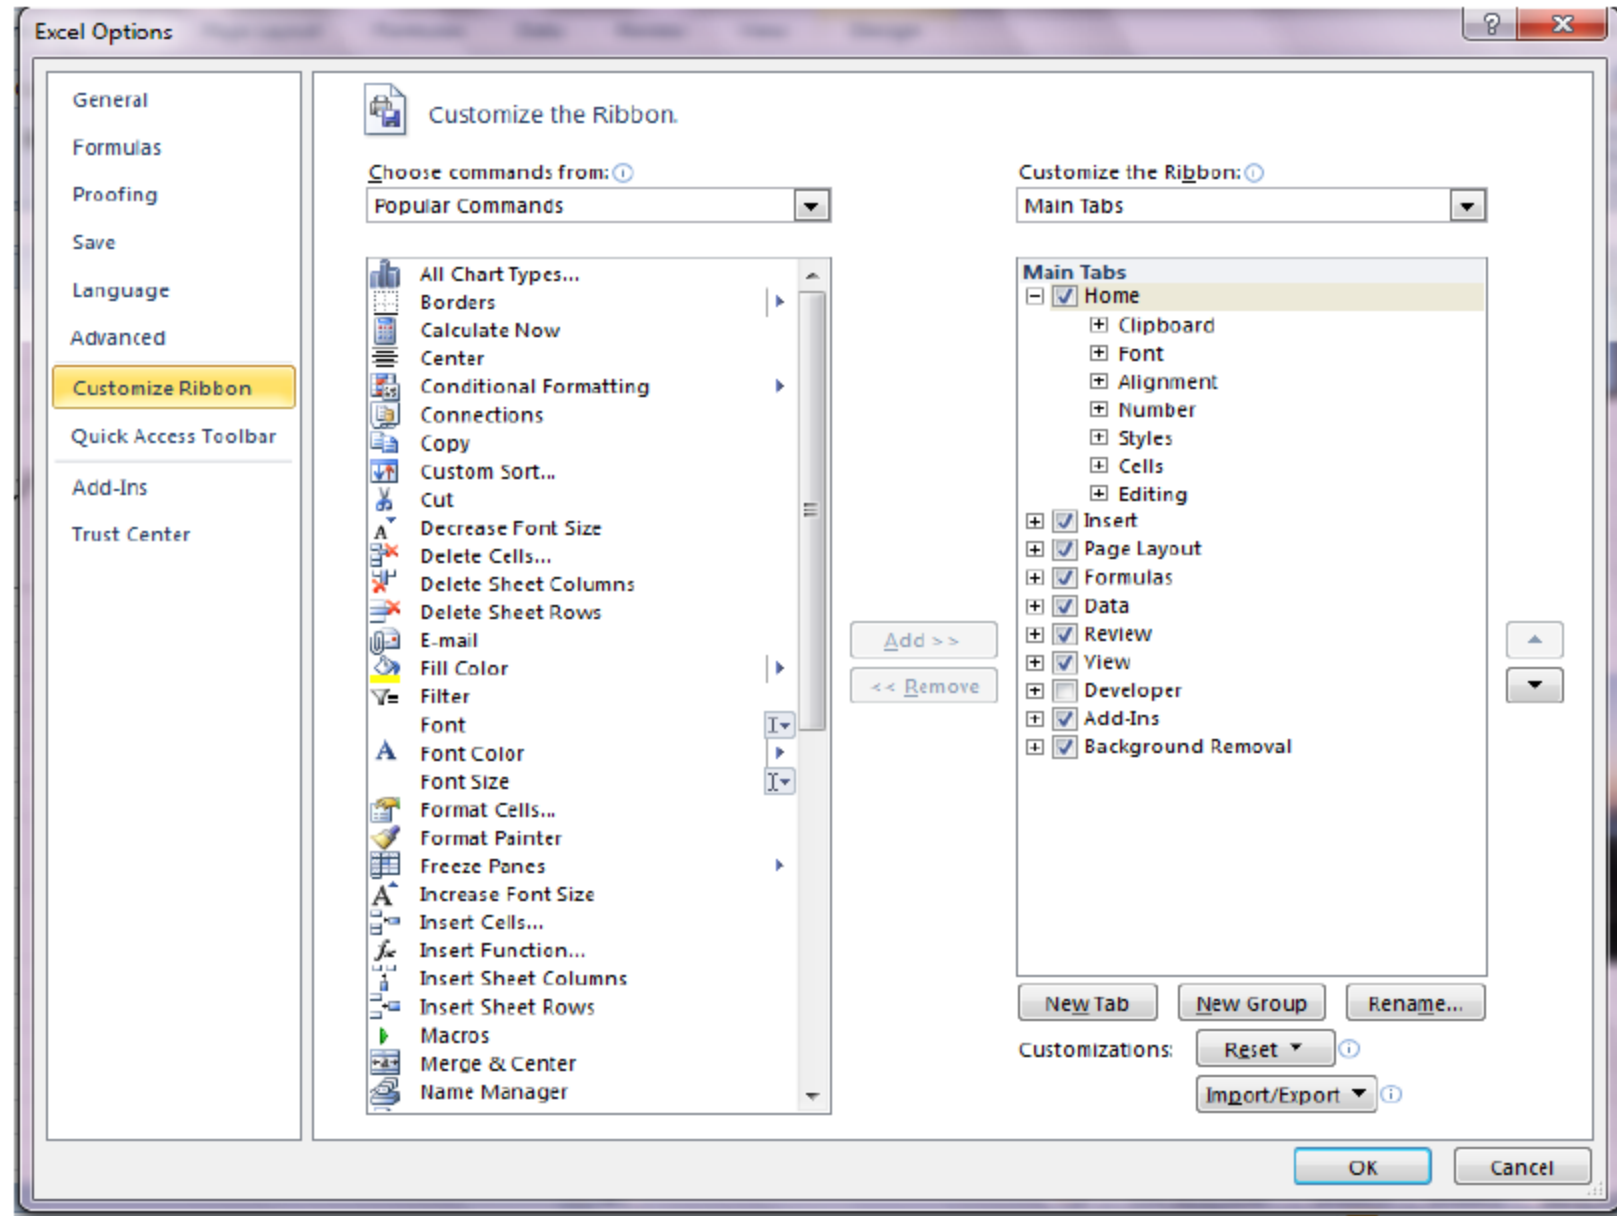 Excel Options
General
Formulas
Proofing
Save
Language
Advanced
Customize Ribbon
Quick Access Toolbar
Add-Ins
Trust Center
Customize the Ribbon.
Choose commands from:
Popular Commands
All Chart Types...
Borders
Calculate Now
Center
Conditional Formatting
Connections
Copy
Custom Sort...
Cut
Decrease Font Size
Delete Cells...
Delete Sheet Columns
Delete Sheet Rows
E-mail
Fill Color
Filter
Font
Font Color
Font Size
Format Cells...
Format Painter
Freeze Panes
Increase Font Size
Insert Cells...
Insert Function...
Insert Sheet Columns
Insert Sheet Rows
Macros
Merge & Center
Name Manager
Add >>
<< Remove
Customize the Ribbon:
Main Tabs
Main Tabs
Home
Clipboard
Font
Alignment
Number
Styles
Cells
Editing
Insert
Page Layout
Formulas
Data
Review
View
Developer
Add-Ins
Background Removal
New Tab New Group Rename...
Customizations: Reset
Import/Export
OK Cancel